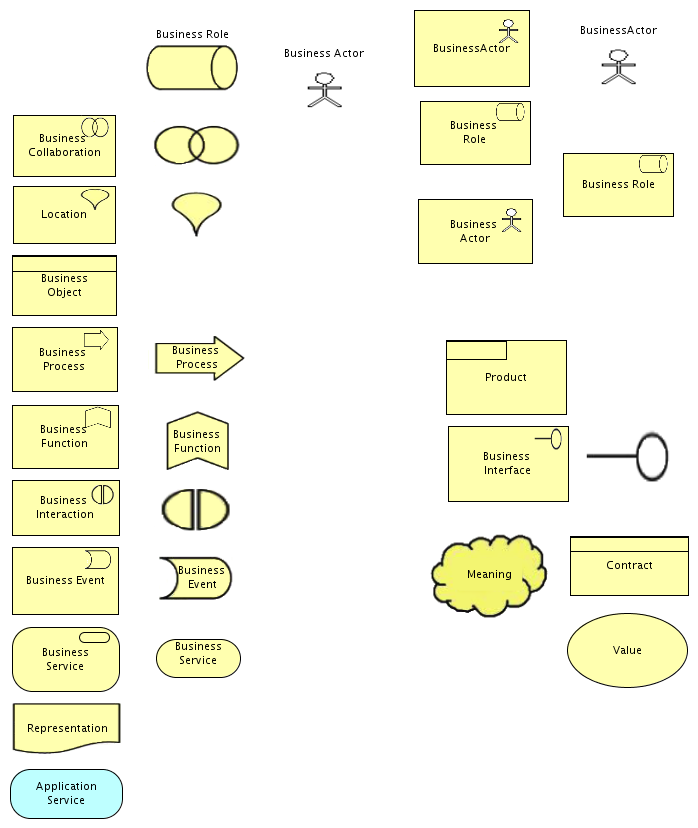 Business Role
Business Actor
BusinessActor
BusinessActor
Business
Role
Business
Collaboration
Business Role
Location
Business
Actor
Business
Object
Business
Process
Business
Process
Product
Business
Function
Business
Function
Business
Interface
Business
Interaction
Business Event
Business
Event
Meaning
Contract
Business
Service
Business
Service
Value
Representation
Application
Service